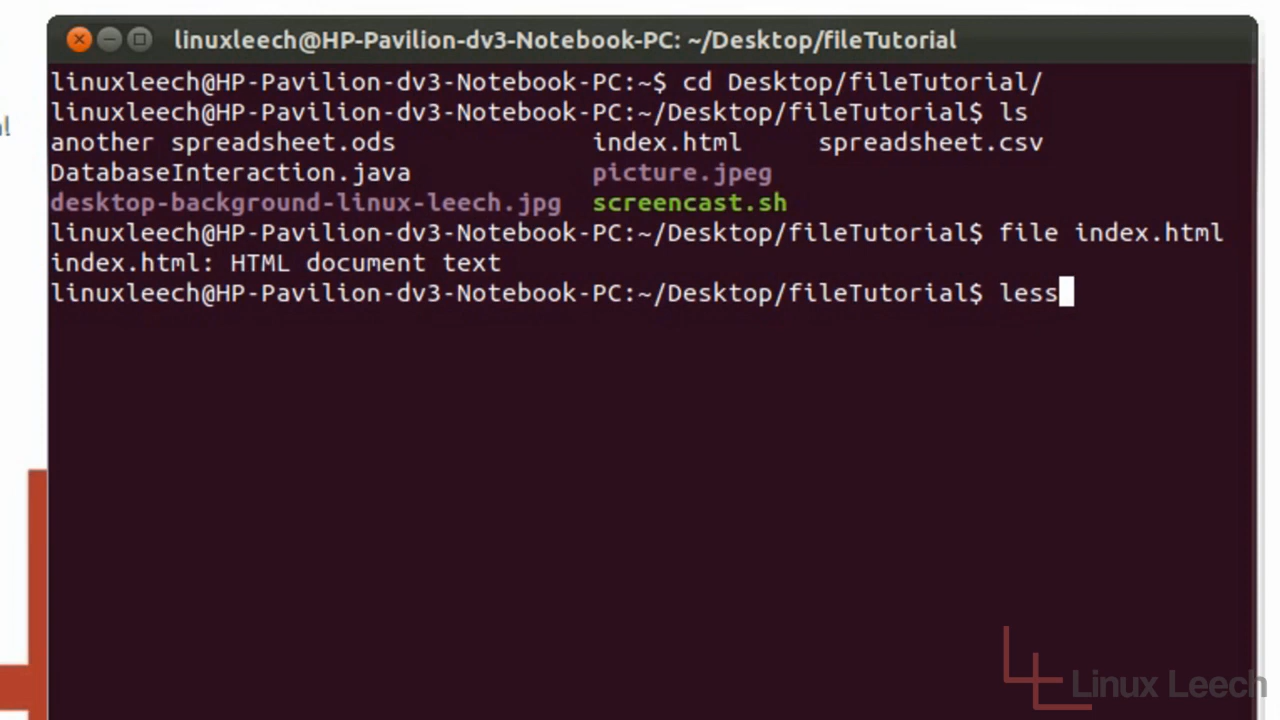 linuxleech@HP-Pavilion-dv3-Notebook-PC: ~/Desktop/fileTutorial
linuxleech@HP-Pavilion-dv3-Notebook-PC:~$ cd Desktop/fileTutorial/
linuxleech@HP-Pavilion-dv3-Notebook-PC:~/Desktop/fileTutorial$ ls
another spreadsheet.ods index.html spreadsheet.csv
DatabaseInteraction.java picture.jpeg
desktop-background-linux-leech.jpg screencast.sh
linuxleech@HP-Pavilion-dv3-Notebook-PC:~/Desktop/fileTutorial$ file index.html
index.html: HTML document text
linuxleech@HP-Pavilion-dv3-Notebook-PC:~/Desktop/fileTutorial$ less
Linux Leech